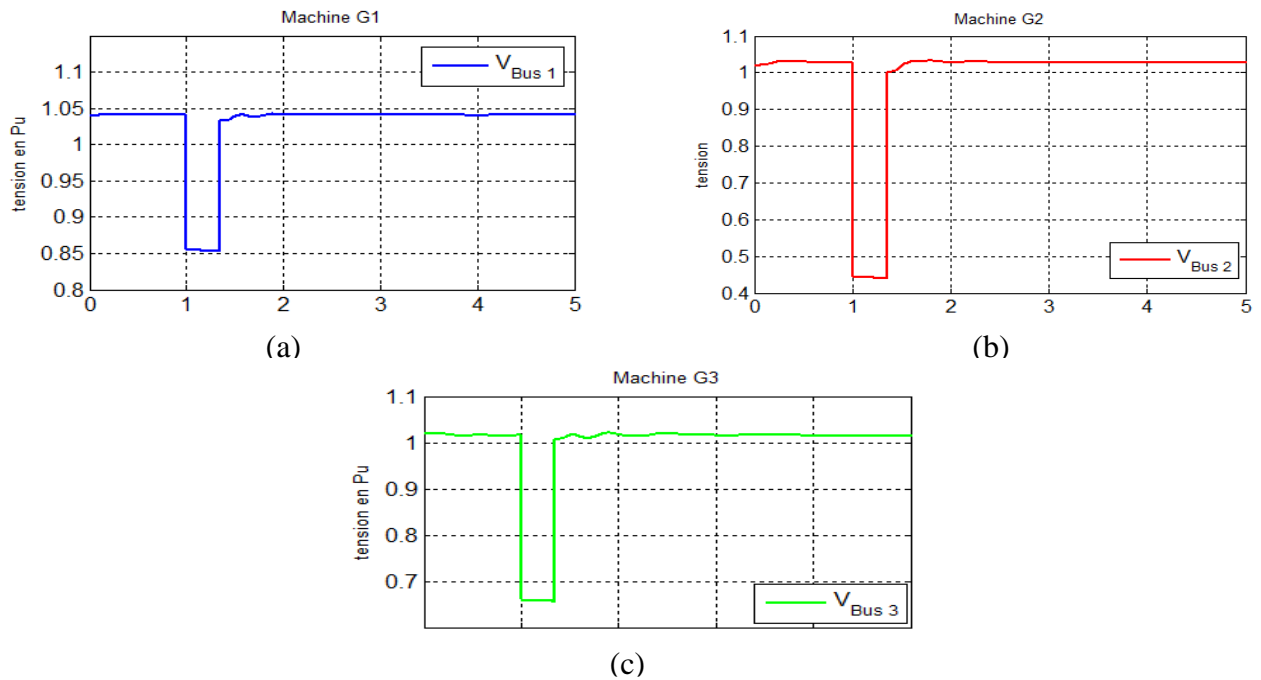 Machine G1
1.1
1.05
1
0.95
0.9
0.85
0.8
tension en Pu
V Bus 1
0 1 2 3 4 5
(a)
Machine G2
1.1
1
0.9
0.8
0.7
0.6
0.5
0.4
tension
V Bus 2
0 1 2 3 4 5
(b)
Machine G3
1.1
1
0.9
0.8
0.7
tension en Pu
V Bus 3
(c)